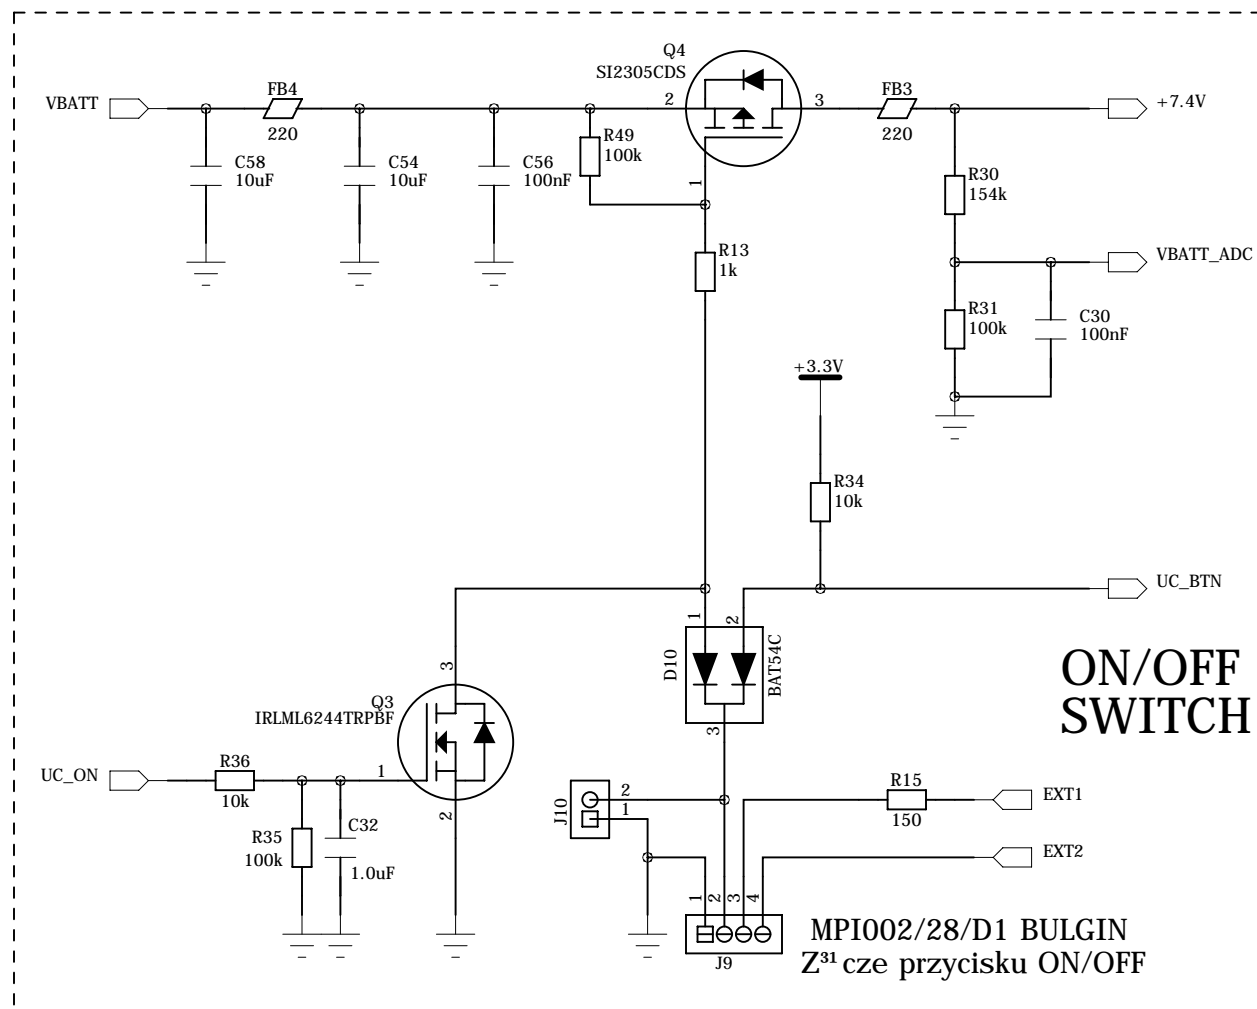 Q4
SI2305CDS
VBATT
FB4
220
2
3
FB3
220
+7.4V
C58
10uF
C54
10uF
C56
100nF
R49
100k
1
R30
154k
R13
1k
VBATT_ADC
R31
100k
C30
100nF
+3.3V
R34
10k
UC_BTN
1
2
D10
BAT54C
3
ON/OFF
SWITCH
3
Q3
IRLML6244TRPBF
UC_ON
R36
10k
1
2
R35
100k
C32
1.0uF
J10
2
1
R15
150
EXT1
EXT2
1
2
3
4
J9
MPI002/28/D1 BULGIN
Z³¹cze przycisku ON/OFF